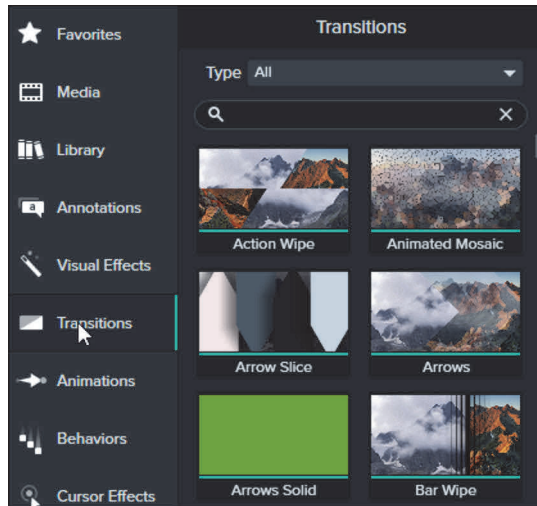 Favorites
Media
Library
Annotations
a
Visual Effects
Transitions
Animations
Behaviors
Cursor Effects
Transitions
Type All
Action Wipe
Animated Mosaic
Arrow Slice
Arrows
Arrows Solid
Bar Wipe